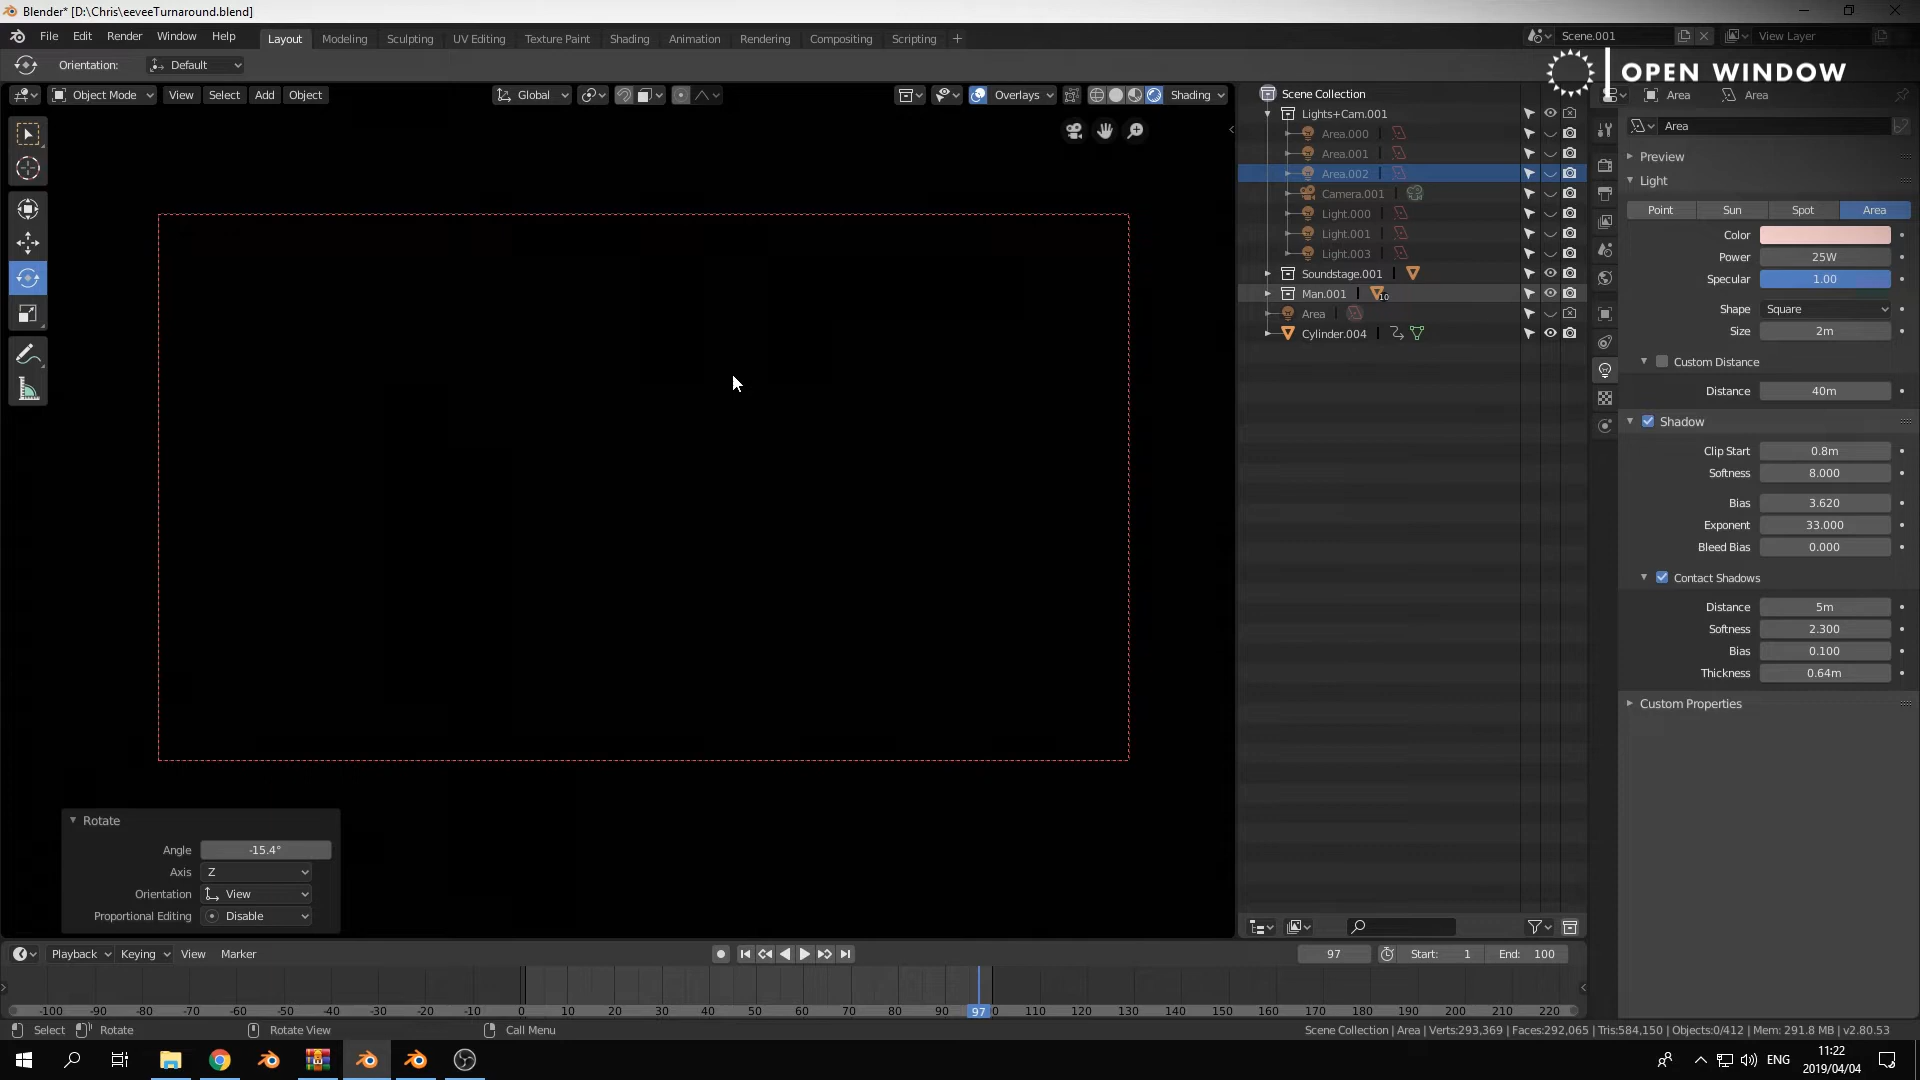 Blender* [D:\Chris\eeveeTurnaround.blend]
File Edit Render Window Help Layout Modeling Sculpting UV Editing Texture Paint Shading Animation Rendering Compositing Scripting Scene.001 View Layer
Orientation: Default
OPEN WINDOW
Object Mode View Select Add Object Global Overlays Shading
Scene Collection
Area Area
Lights+Cam.001
Area
Area.000
Area.001
Preview
Area.002
Light
Camera.001
Light.000
Point Sun Spot Area
Light.001
Color
Light.003
Power 25W
Soundstage.001
Specular 1.00
Man.001 10
Area
Shape Square
Cylinder.004
Size 2m
Custom Distance
Distance 40m
Shadow
Clip Start 0.8m
Softness 8.000
Bias 3.620
Exponent 33.000
Bleed Bias 0.000
Contact Shadows
Distance 5m
Softness 2.300
Bias 0.100
Thickness 0.64m
Custom Properties
Rotate
Angle -15.4°
Axis Z
Orientation View
Proportional Editing Disable
Playback Keying View Marker 97 Start: 1 End: 100
-100 -90 -80 -70 -60 -50 -40 -30 -20 -10 0 10 20 30 40 50 60 70 80 90 97 0 110 120 130 140 150 160 170 180 190 200 210 220
Select Rotate Rotate View Call Menu Scene Collection | Area | Verts:293,369 | Faces:292,065 | Tris:584,150 | Objects:0/412 | Mem: 291.8 MB | v2.80.53
ENG
11:22
2019/04/04